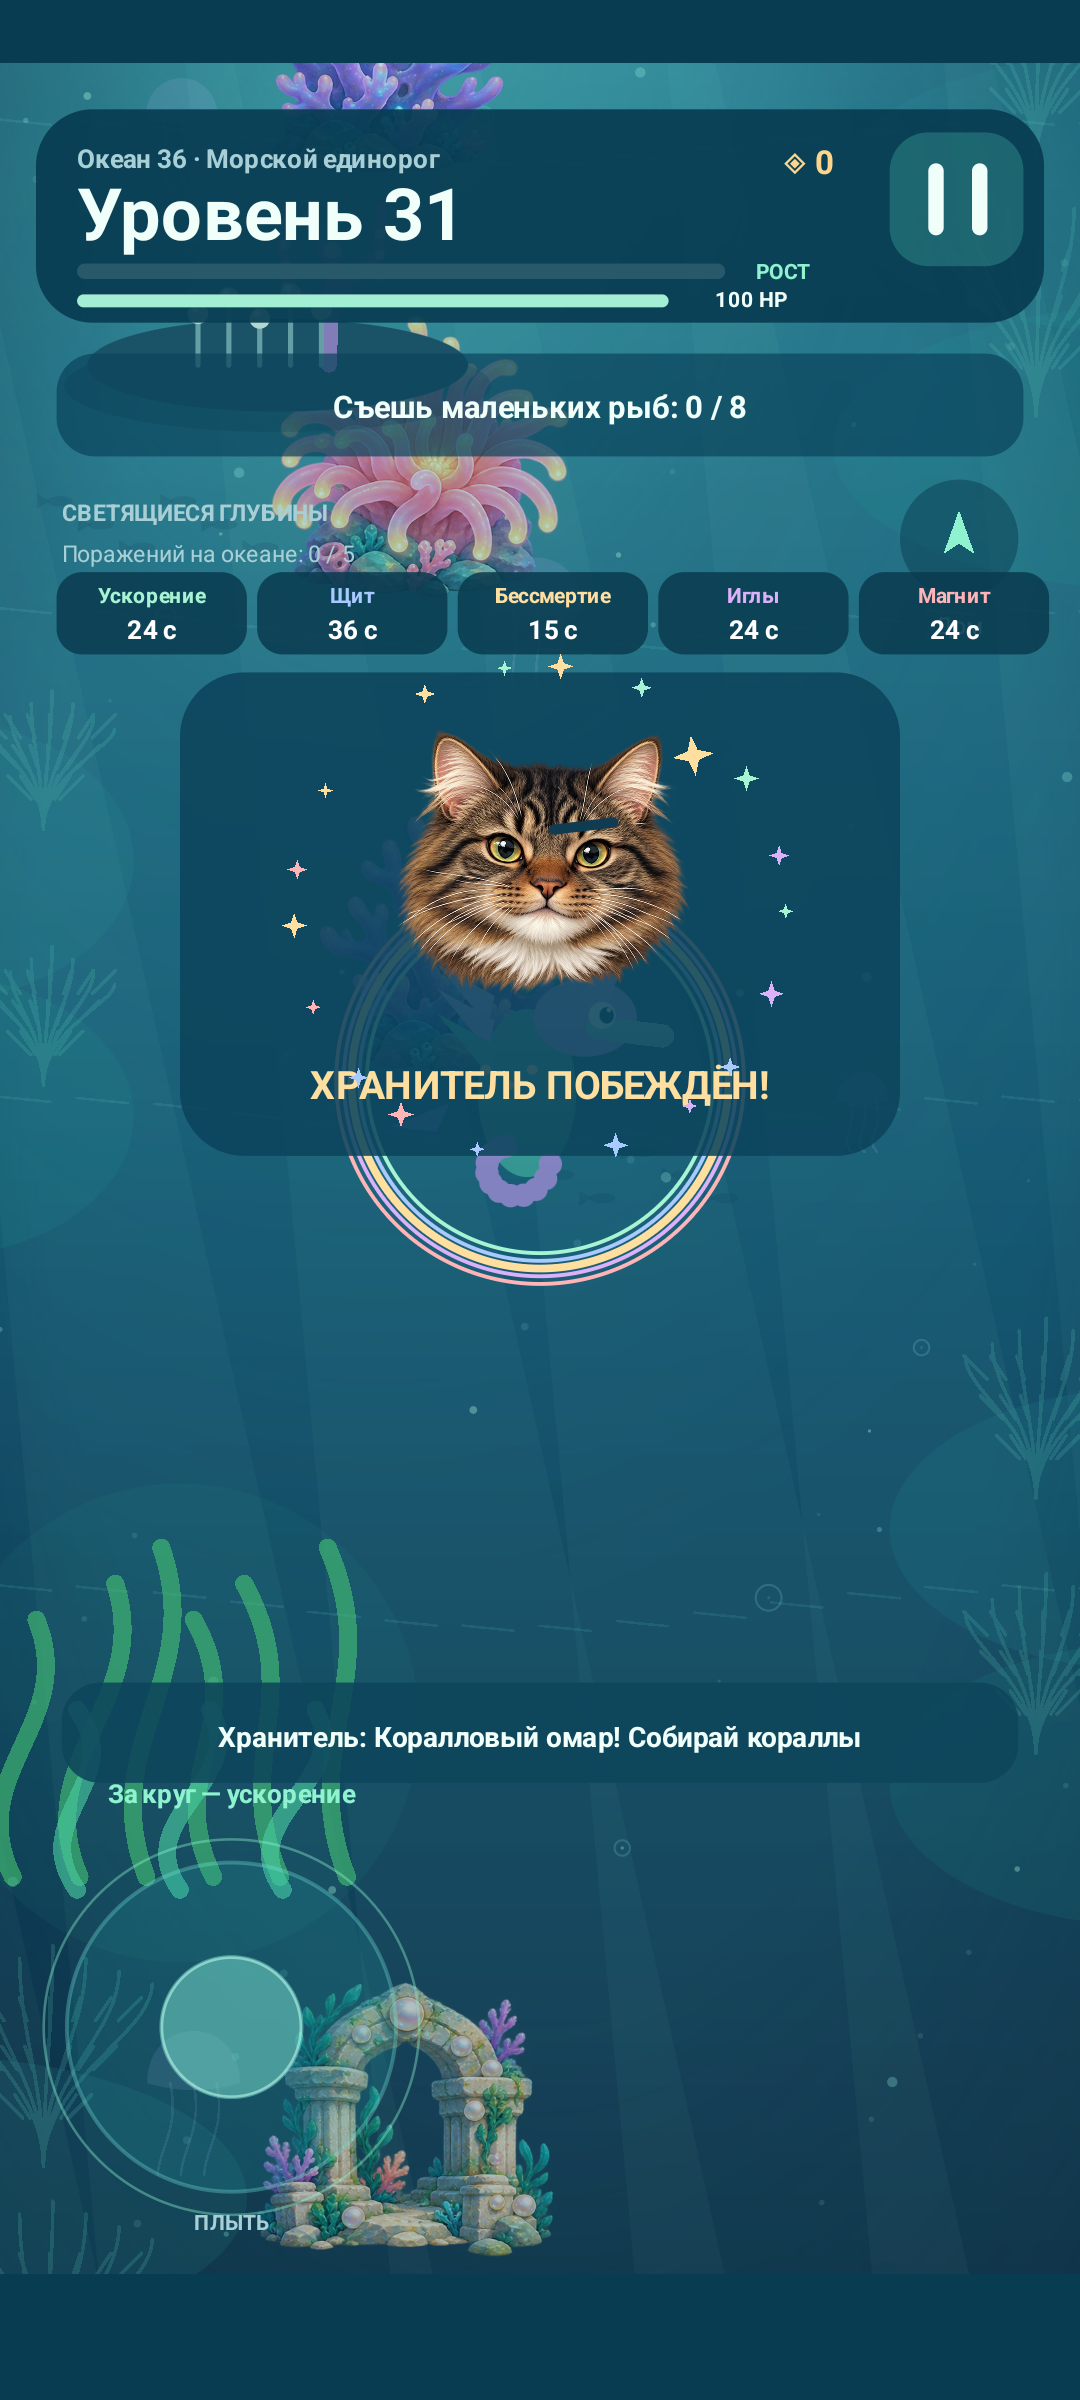 Океан 36 · Морской единорог
0
Уровень 31
РОСТ
100 HP
Съешь маленьких рыб: 0 / 8
СВЕТЯЩИЕСЯ ГЛУБИНЫ
Поражений на океане: 0 / 5
Ускорение
24 с
Щит
36 с
Бессмертие
15 с
Иглы
24 с
Магнит
24 с
ХРАНИТЕЛЬ ПОБЕЖДЁН!
Хранитель: Коралловый омар! Собирай кораллы
За круг — ускорение
ПЛЫТЬ